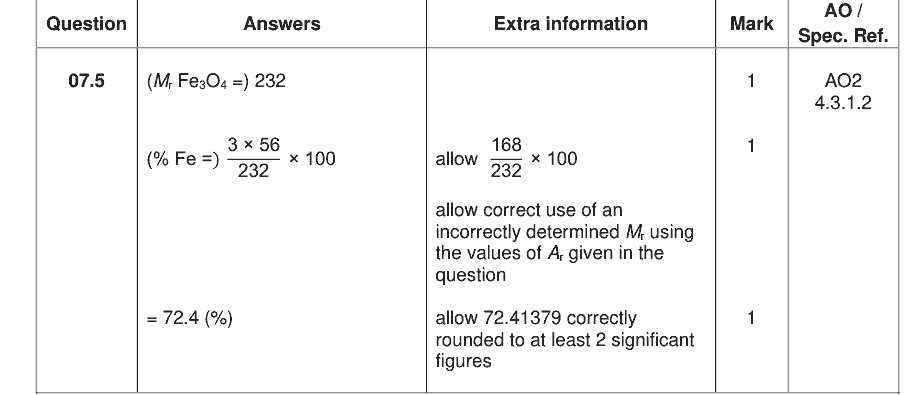 Question Answers Extra information Mark AO /
Spec. Ref.
07.5 (Mr Fe3O4 =) 232 1 AO2
4.3.1.2
(% Fe =) 3 × 56 / 232 × 100 allow 168 / 232 × 100 1
allow correct use of an
incorrectly determined Mr using
the values of Ar given in the
question
= 72.4 (%) allow 72.41379 correctly 1
rounded to at least 2 significant
figures